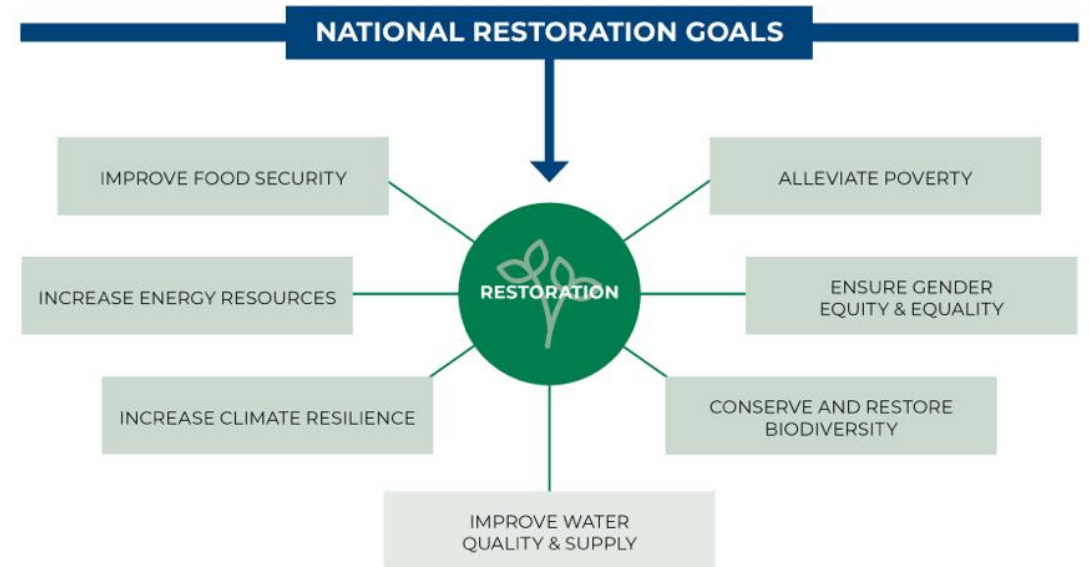 NATIONAL RESTORATION GOALS
IMPROVE FOOD SECURITY
ALLEVIATE POVERTY
INCREASE ENERGY RESOURCES
RESTORATION
ENSURE GENDER
EQUITY & EQUALITY
INCREASE CLIMATE RESILIENCE
CONSERVE AND RESTORE
BIODIVERSITY
IMPROVE WATER
QUALITY & SUPPLY